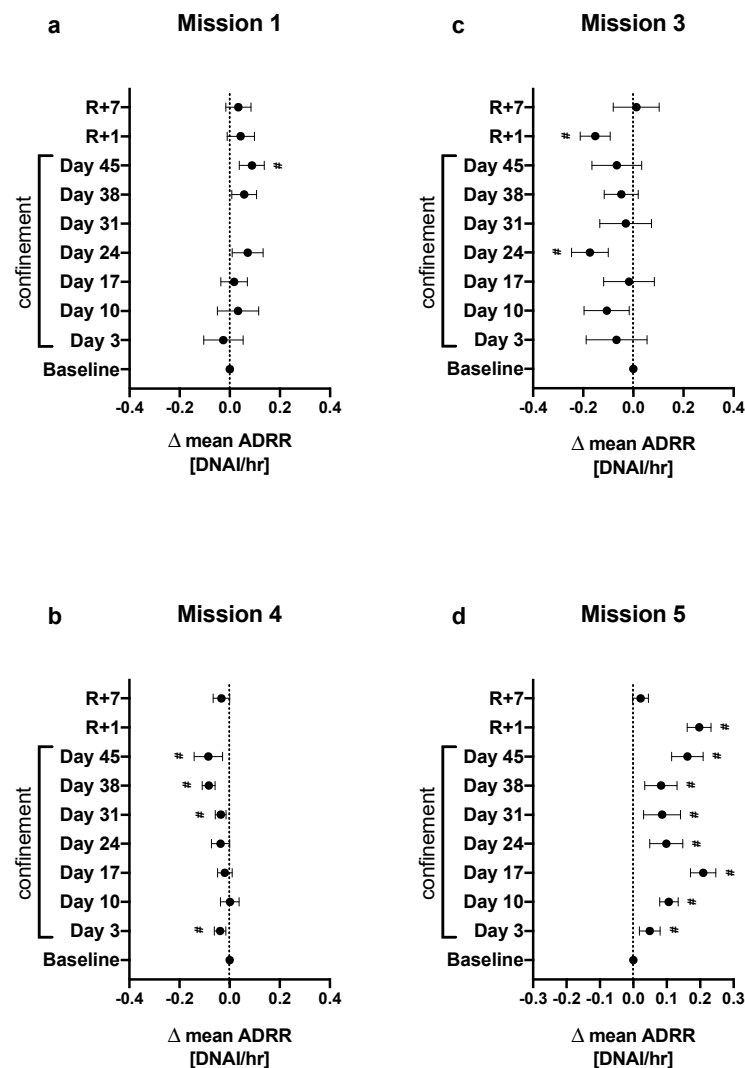 a Mission 1
R+7
R+1
Day 45 #
Day 38
Day 31
Day 24
Day 17
Day 10
Day 3
Baseline
confinement
-0.4 -0.2 0.0 0.2 0.4
Δ mean ADRR
[DNAI/hr]
c Mission 3
R+7
R+1 #
Day 45
Day 38
Day 31
Day 24 #
Day 17
Day 10
Day 3
Baseline
confinement
-0.4 -0.2 0.0 0.2 0.4
Δ mean ADRR
[DNAI/hr]
b Mission 4
R+7
R+1
Day 45 #
Day 38 #
Day 31 #
Day 24
Day 17
Day 10
Day 3 #
Baseline
confinement
-0.4 -0.2 0.0 0.2 0.4
Δ mean ADRR
[DNAI/hr]
d Mission 5
R+7
R+1 #
Day 45 #
Day 38 #
Day 31 #
Day 24 #
Day 17 #
Day 10 #
Day 3 #
Baseline
confinement
-0.3 -0.2 -0.1 0.0 0.1 0.2 0.3
Δ mean ADRR
[DNAI/hr]